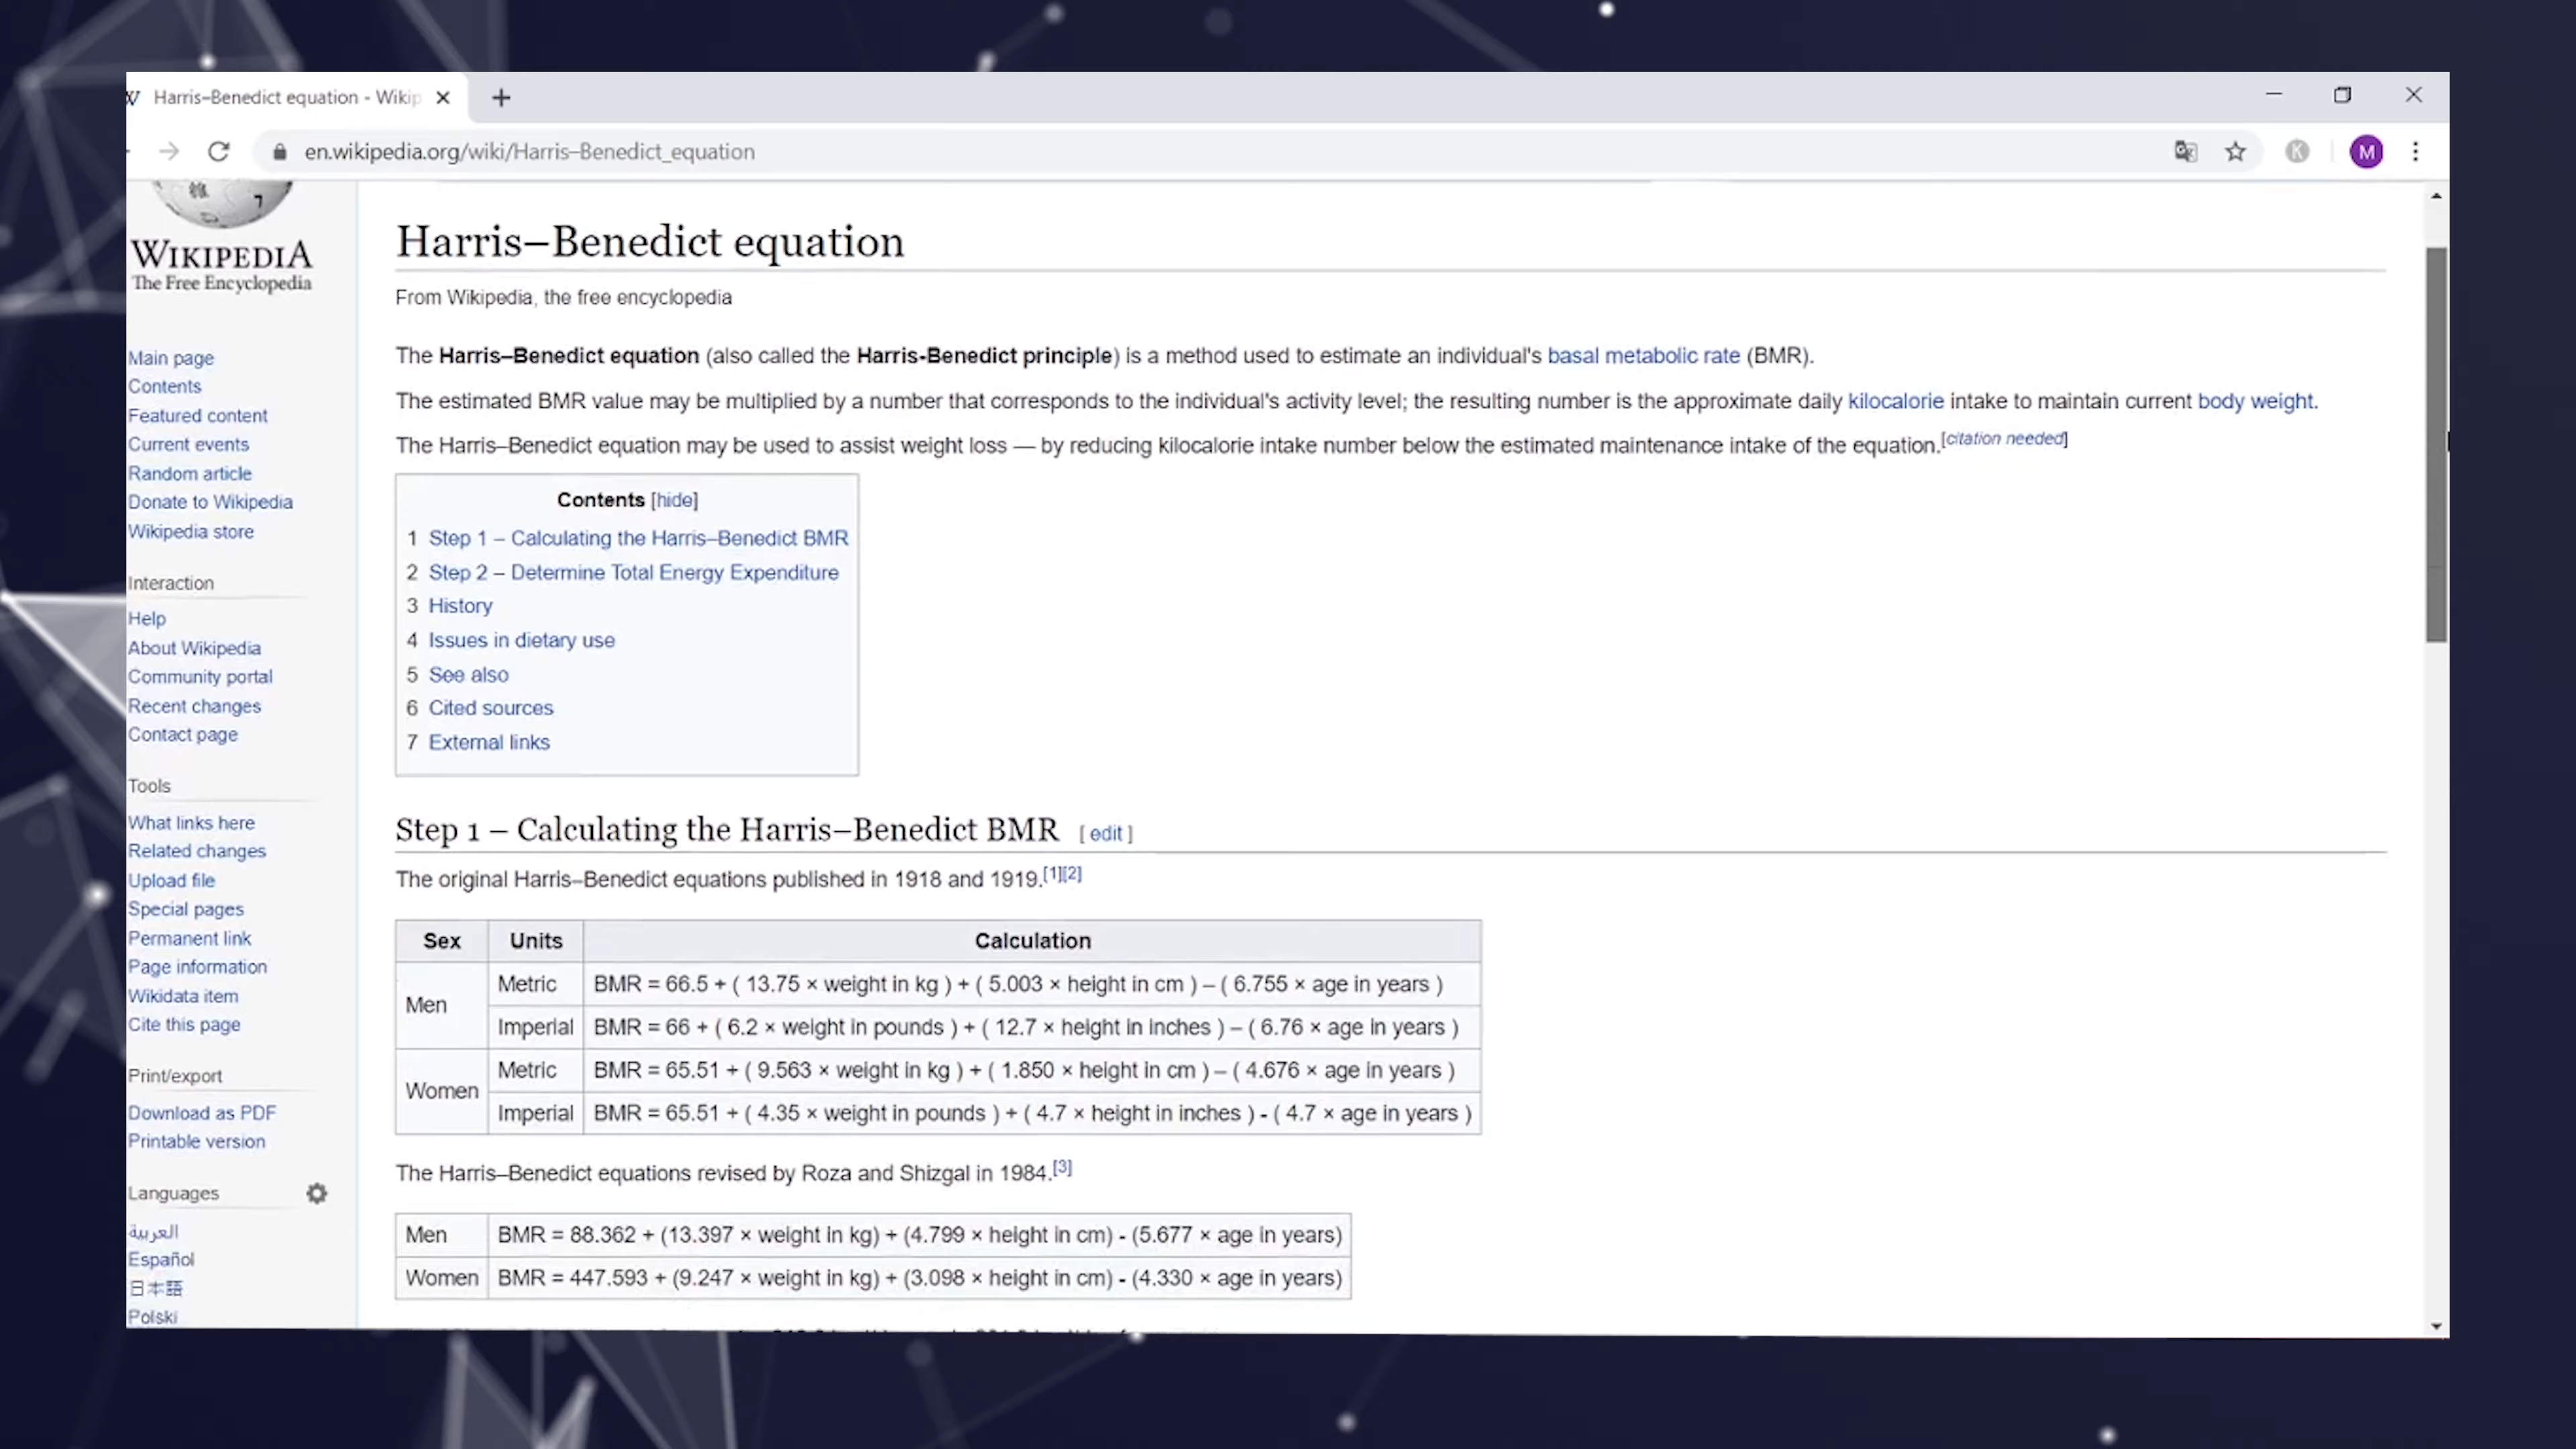 Harris–Benedict equation - Wikip
en.wikipedia.org/wiki/Harris–Benedict_equation
M
WIKIPEDIA
The Free Encyclopedia
Main page
Contents
Featured content
Current events
Random article
Donate to Wikipedia
Wikipedia store
Interaction
Help
About Wikipedia
Community portal
Recent changes
Contact page
Tools
What links here
Related changes
Upload file
Special pages
Permanent link
Page information
Wikidata item
Cite this page
Print/export
Download as PDF
Printable version
Languages
العربية
Español
日本語
Polski
Harris–Benedict equation
From Wikipedia, the free encyclopedia
The Harris–Benedict equation (also called the Harris-Benedict principle) is a method used to estimate an individual's basal metabolic rate (BMR).
The estimated BMR value may be multiplied by a number that corresponds to the individual's activity level; the resulting number is the approximate daily kilocalorie intake to maintain current body weight.
The Harris–Benedict equation may be used to assist weight loss — by reducing kilocalorie intake number below the estimated maintenance intake of the equation.[citation needed]
Contents [hide]
1 Step 1 – Calculating the Harris–Benedict BMR
2 Step 2 – Determine Total Energy Expenditure
3 History
4 Issues in dietary use
5 See also
6 Cited sources
7 External links
Step 1 – Calculating the Harris–Benedict BMR [ edit ]
The original Harris–Benedict equations published in 1918 and 1919.[1][2]
Sex Units Calculation
Men Metric BMR = 66.5 + ( 13.75 × weight in kg ) + ( 5.003 × height in cm ) – ( 6.755 × age in years )
Imperial BMR = 66 + ( 6.2 × weight in pounds ) + ( 12.7 × height in inches ) – ( 6.76 × age in years )
Women Metric BMR = 65.51 + ( 9.563 × weight in kg ) + ( 1.850 × height in cm ) – ( 4.676 × age in years )
Imperial BMR = 65.51 + ( 4.35 × weight in pounds ) + ( 4.7 × height in inches ) - ( 4.7 × age in years )
The Harris–Benedict equations revised by Roza and Shizgal in 1984.[3]
Men BMR = 88.362 + (13.397 × weight in kg) + (4.799 × height in cm) - (5.677 × age in years)
Women BMR = 447.593 + (9.247 × weight in kg) + (3.098 × height in cm) - (4.330 × age in years)